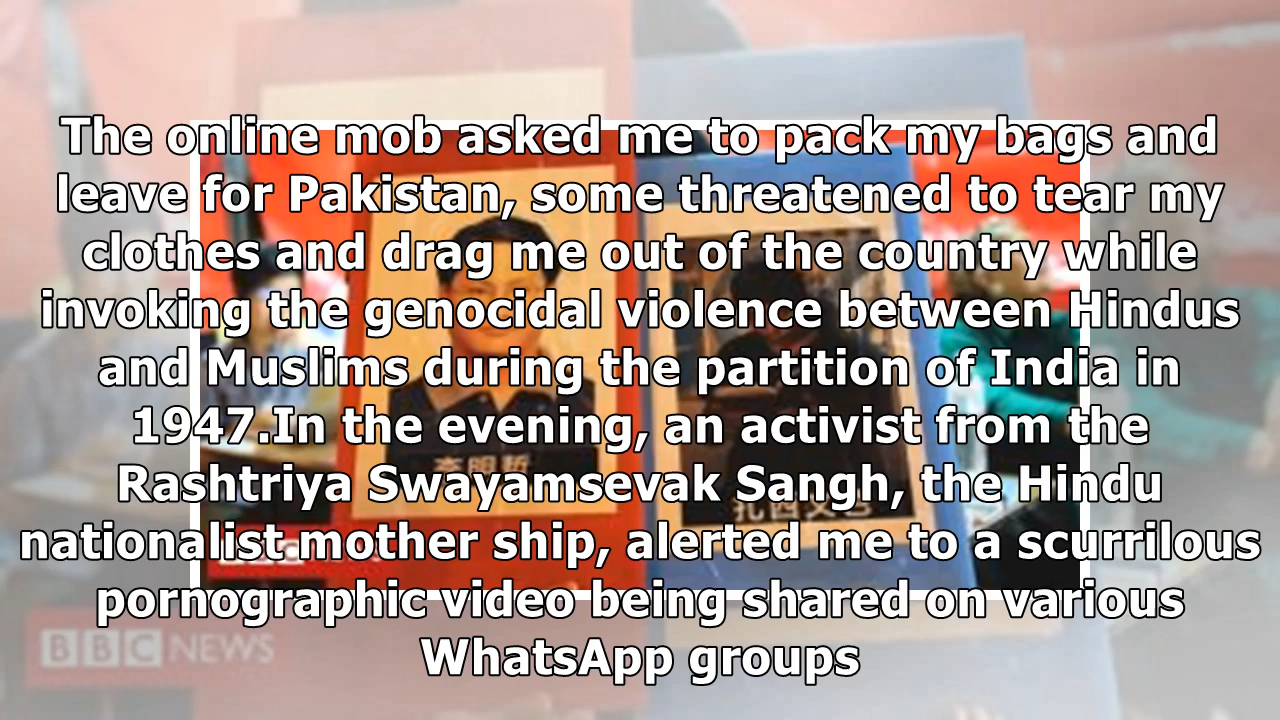 The online mob asked me to pack my bags and
leave for Pakistan, some threatened to tear my
clothes and drag me out of the country while
invoking the genocidal violence between Hindus
and Muslims during the partition of India in
1947.In the evening, an activist from the
Rashtriya Swayamsevak Sangh, the Hindu
nationalist mother ship, alerted me to a scurrilous
pornographic video being shared on various
WhatsApp groups
李明哲
BBC NEWS